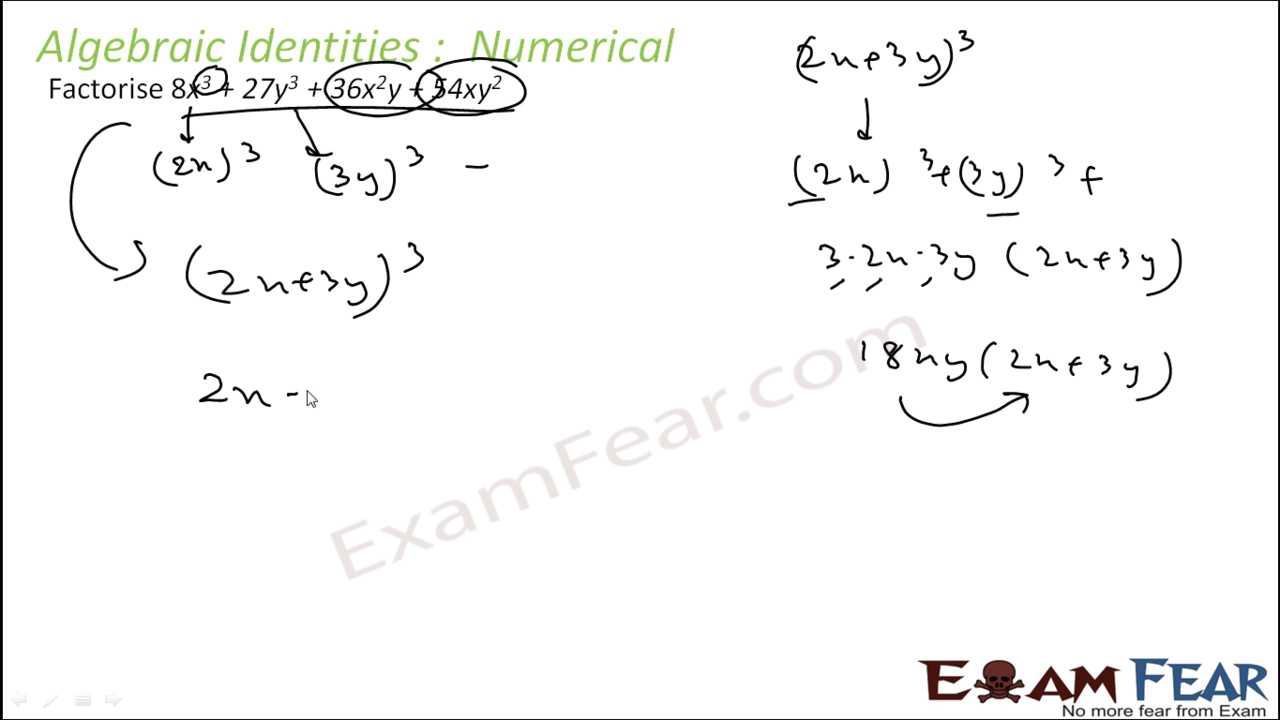 Algebraic Identities : Numerical
Factorise 8x³ + 27y³ + 36x²y + 54xy²
(2x)³ (3y)³ –
(2x+3y)³
2x -
(2x+3y)³
(2x)³+(3y)³+
3·2x·3y (2x+3y)
18xy(2x+3y)
ExamFear.com
EXAM FEAR
No more fear from Exam